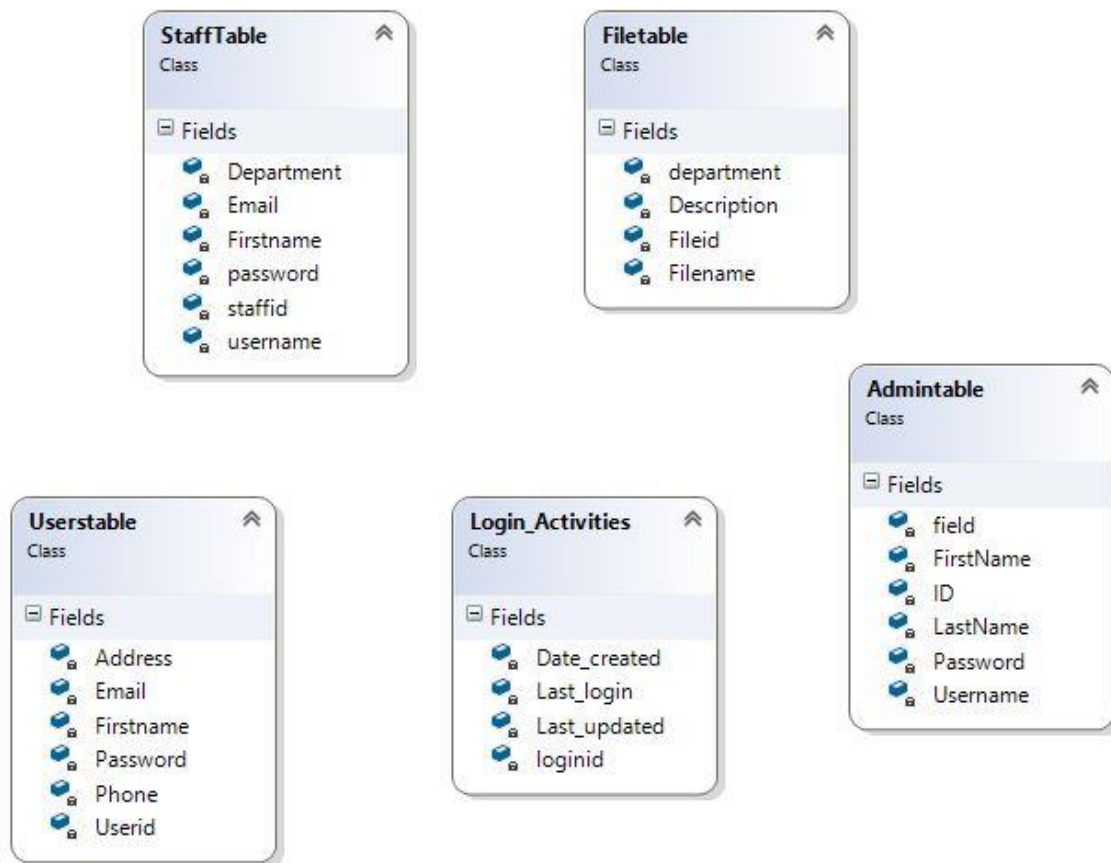 StaffTable
Class
Fields
Department
Email
Firstname
password
staffid
username
Filetable
Class
Fields
department
Description
Fileid
Filename
Admintable
Class
Fields
field
FirstName
ID
LastName
Password
Username
Userstable
Class
Fields
Address
Email
Firstname
Password
Phone
Userid
Login_Activities
Class
Fields
Date_created
Last_login
Last_updated
loginid